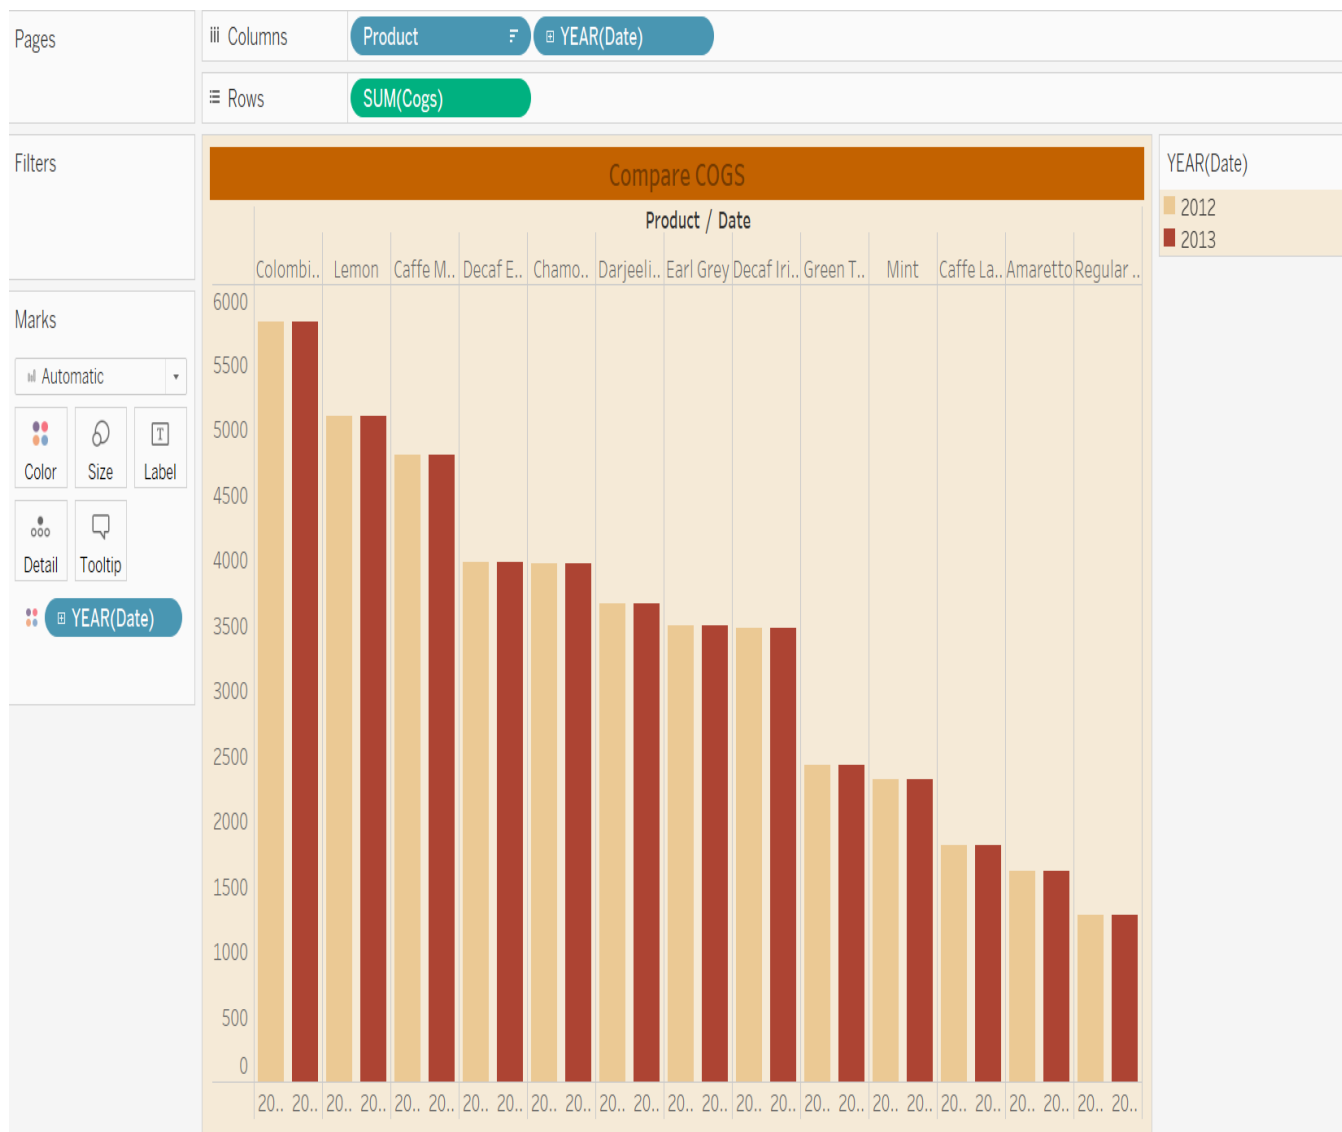 Pages
Columns
Product
YEAR(Date)
Rows
SUM(Cogs)
Filters
Marks
Automatic
Color Size Label
Detail Tooltip
YEAR(Date)
Compare COGS
Product / Date
Colombi.. Lemon Caffe M.. Decaf E.. Chamo.. Darjeeli.. Earl Grey Decaf Iri.. Green T.. Mint Caffe La.. Amaretto Regular ..
6000
5500
5000
4500
4000
3500
3000
2500
2000
1500
1000
500
0
20.. 20.. 20.. 20.. 20.. 20.. 20.. 20.. 20.. 20.. 20.. 20.. 20.. 20.. 20.. 20.. 20.. 20.. 20.. 20.. 20.. 20.. 20.. 20.. 20.. 20..
YEAR(Date)
2012
2013